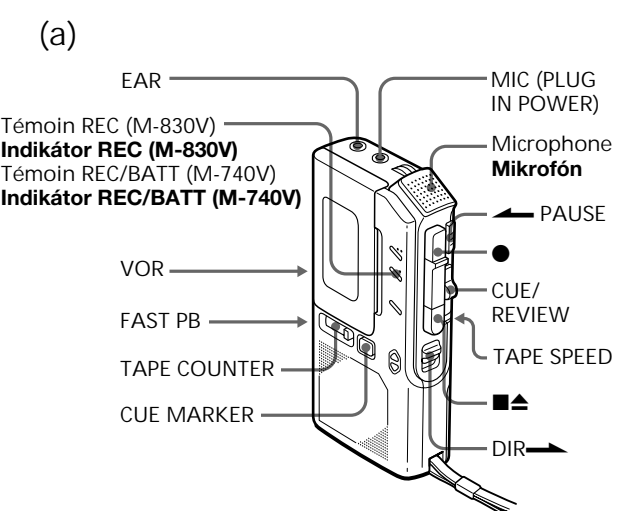 (a)
EAR
Témoin REC (M-830V)
Indikátor REC (M-830V)
Témoin REC/BATT (M-740V)
Indikátor REC/BATT (M-740V)
VOR
FAST PB
TAPE COUNTER
CUE MARKER
MIC (PLUG
IN POWER)
Microphone
Mikrofón
PAUSE
●
CUE/
REVIEW
TAPE SPEED
■≜
DIR